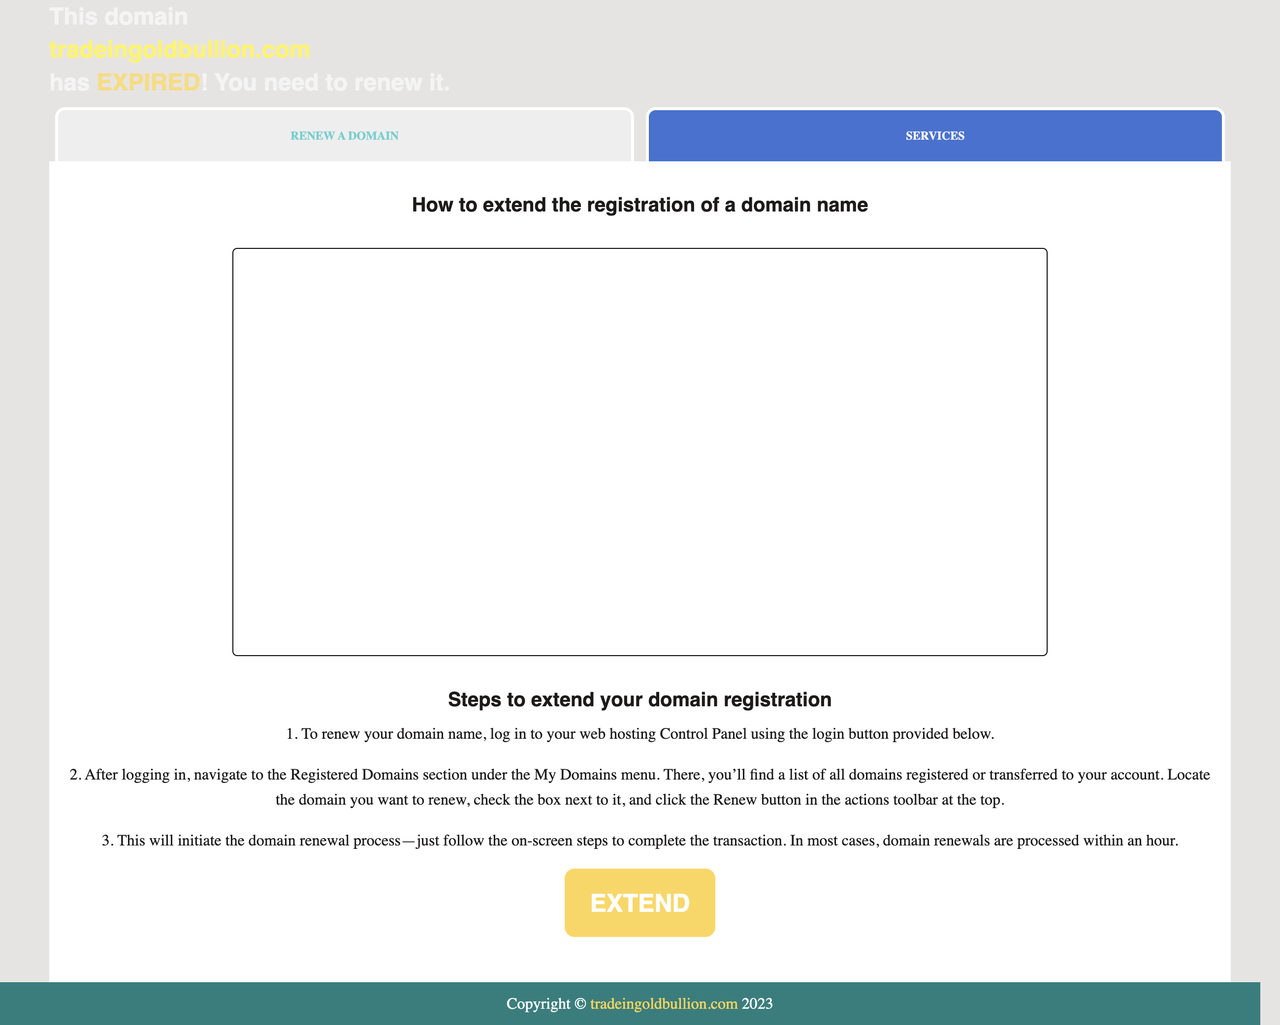 This domain
tradeingoldbullion.com
has EXPIRED! You need to renew it.
RENEW A DOMAIN
SERVICES
How to extend the registration of a domain name
Steps to extend your domain registration
1. To renew your domain name, log in to your web hosting Control Panel using the login button provided below.
2. After logging in, navigate to the Registered Domains section under the My Domains menu. There, you’ll find a list of all domains registered or transferred to your account. Locate
the domain you want to renew, check the box next to it, and click the Renew button in the actions toolbar at the top.
3. This will initiate the domain renewal process—just follow the on-screen steps to complete the transaction. In most cases, domain renewals are processed within an hour.
EXTEND
Copyright © tradeingoldbullion.com 2023